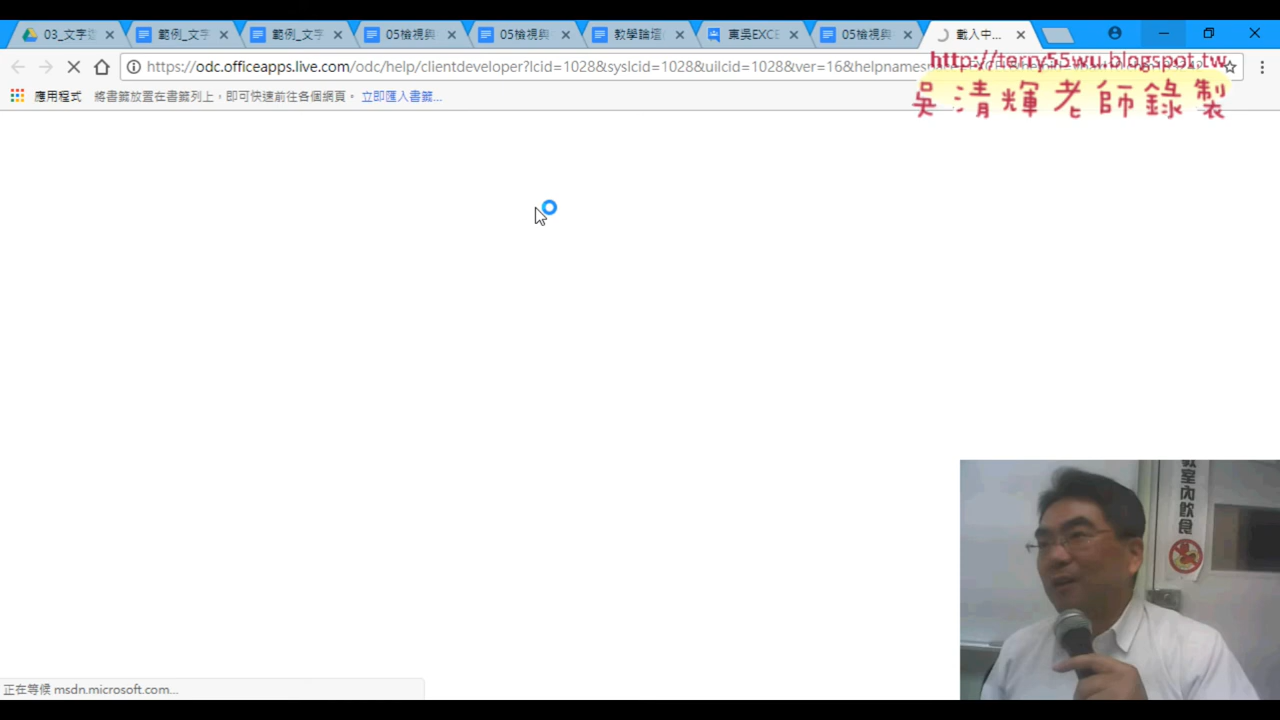 03_文字
範例_文字
範例_文字
05檢視與
05檢視與
教學論壇
東吳EXCE
05檢視與
載入中...
https://odc.officeapps.live.com/odc/help/clientdeveloper?lcid=1028&syslcid=1028&uilcid=1028&ver=16&helpnames
http://terry55wu.blogspot.tw
應用程式 將書籤放置在書籤列上，即可快速前往各個網頁。 立即匯入書籤...
吳清輝老師錄製
教室內飲食
正在等候 msdn.microsoft.com...